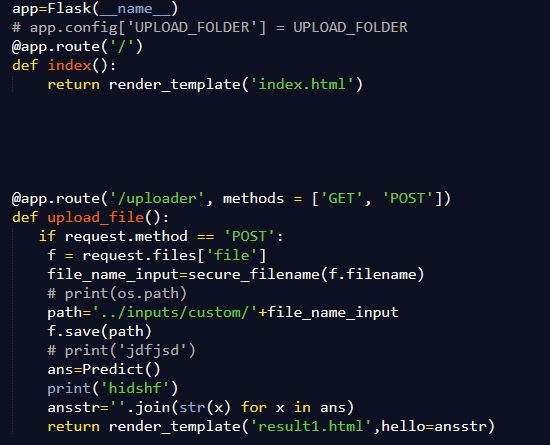 app=Flask(__name__)
# app.config['UPLOAD_FOLDER'] = UPLOAD_FOLDER
@app.route('/')
def index():
    return render_template('index.html')
@app.route('/uploader', methods = ['GET', 'POST'])
def upload_file():
   if request.method == 'POST':
    f = request.files['file']
    file_name_input=secure_filename(f.filename)
    # print(os.path)
    path='../inputs/custom/'+file_name_input
    f.save(path)
    # print('jdfjsd')
    ans=Predict()
    print('hidshf')
    ansstr=''.join(str(x) for x in ans)
    return render_template('result1.html',hello=ansstr)